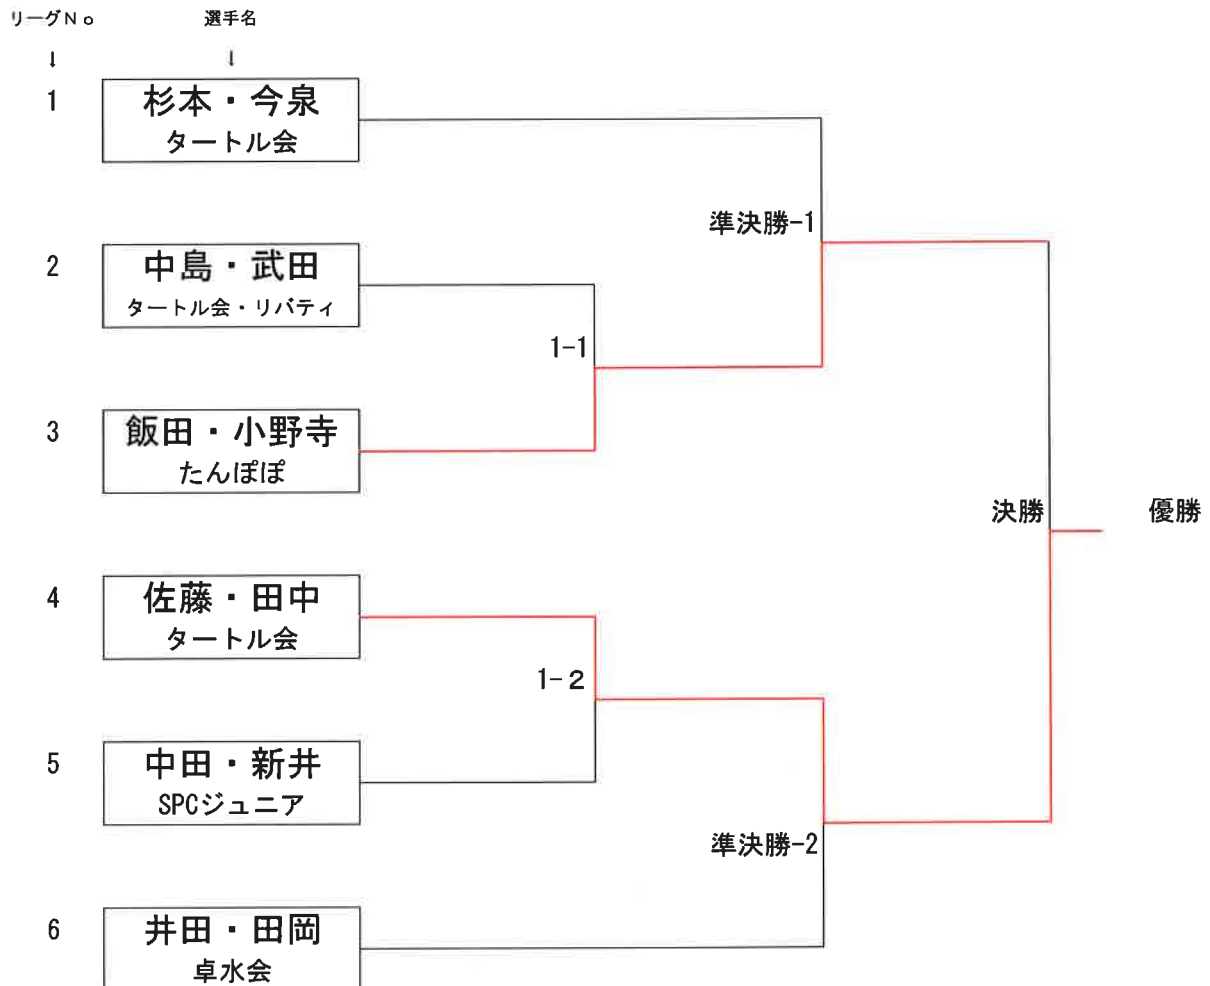 リーグNo 選手名
↓ ↓
1
杉本・今泉
タートル会
準決勝-1
2
中島・武田
タートル会・リバティ
1-1
3
飯田・小野寺
たんぽぽ
決勝 優勝
4
佐藤・田中
タートル会
1-2
5
中田・新井
SPCジュニア
準決勝-2
6
井田・田岡
卓水会